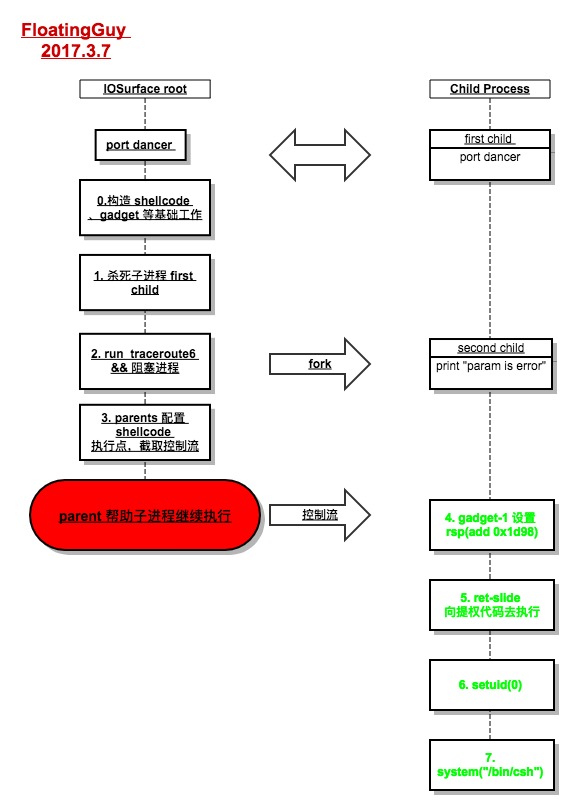 FloatingGuy
2017.3.7
IOSurface root
Child Process
port dancer
first child
port dancer
0.构造 shellcode
、gadget 等基础工作
1. 杀死子进程 first
child
2. run traceroute6
&& 阻塞进程
fork
second child
print "param is error"
3. parents 配置
shellcode
执行点，截取控制流
parent 帮助子进程继续执行
控制流
4. gadget-1 设置
rsp(add 0x1d98)
5. ret-slide
向提权代码去执行
6. setuid(0)
7.
system("/bin/csh")